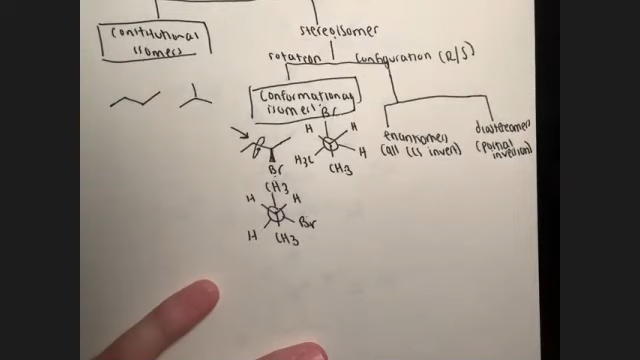 constitutional
isomers
stereoisomer
rotation
configuration (R/S)
conformational
isomers
enantiomers
(all CCs invert)
diastereomers
(partial
inversion)
Br
H
H
H3C
H
CH3
Br
CH3
H
H
Br
H
CH3